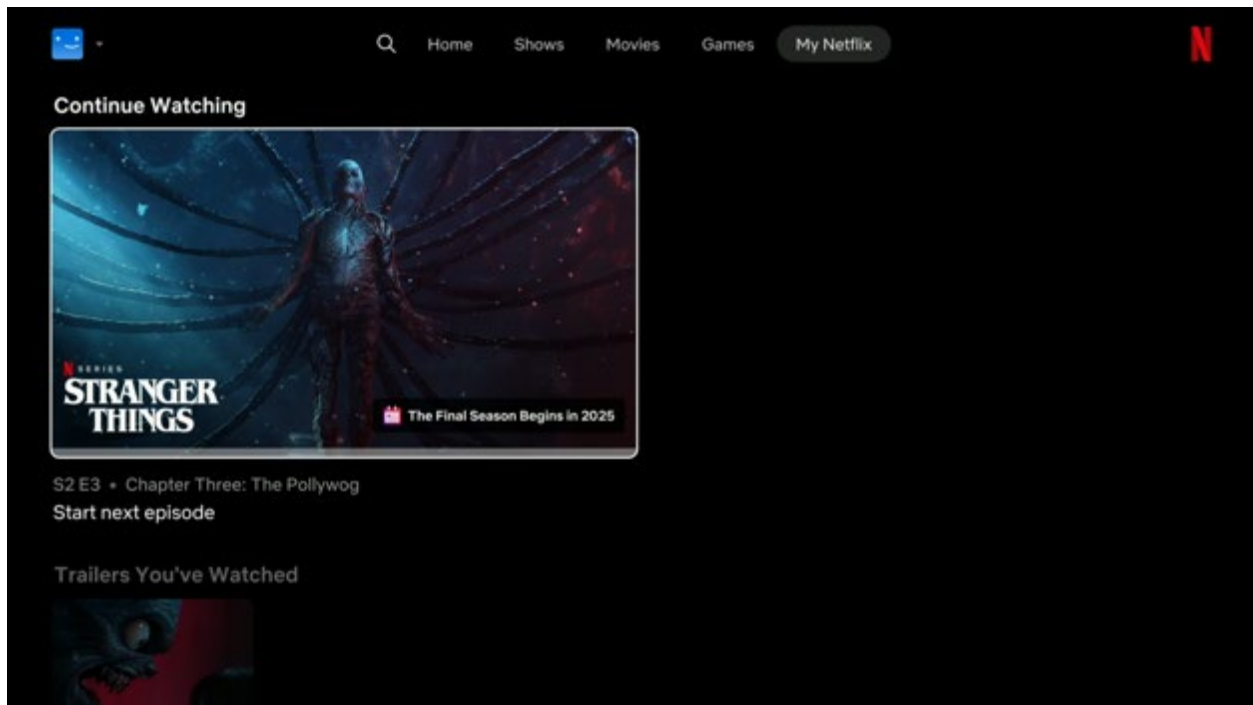 Home Shows Movies Games My Netflix
N
Continue Watching
N SERIES
STRANGER
THINGS
The Final Season Begins in 2025
S2 E3 • Chapter Three: The Pollywog
Start next episode
Trailers You've Watched